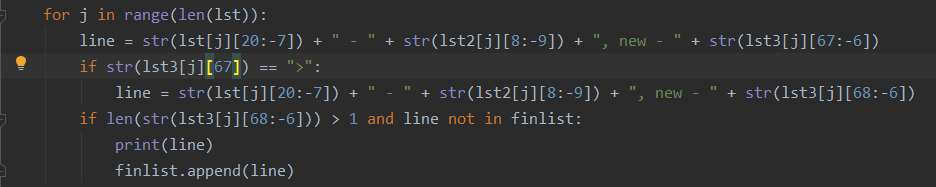 for j in range(len(lst)):
line = str(lst[j][20:-7]) + " - " + str(lst2[j][8:-9]) + ", new - " + str(lst3[j][67:-6])
if str(lst3[j][67]) == ">":
line = str(lst[j][20:-7]) + " - " + str(lst2[j][8:-9]) + ", new - " + str(lst3[j][68:-6])
if len(str(lst3[j][68:-6])) > 1 and line not in finlist:
print(line)
finlist.append(line)